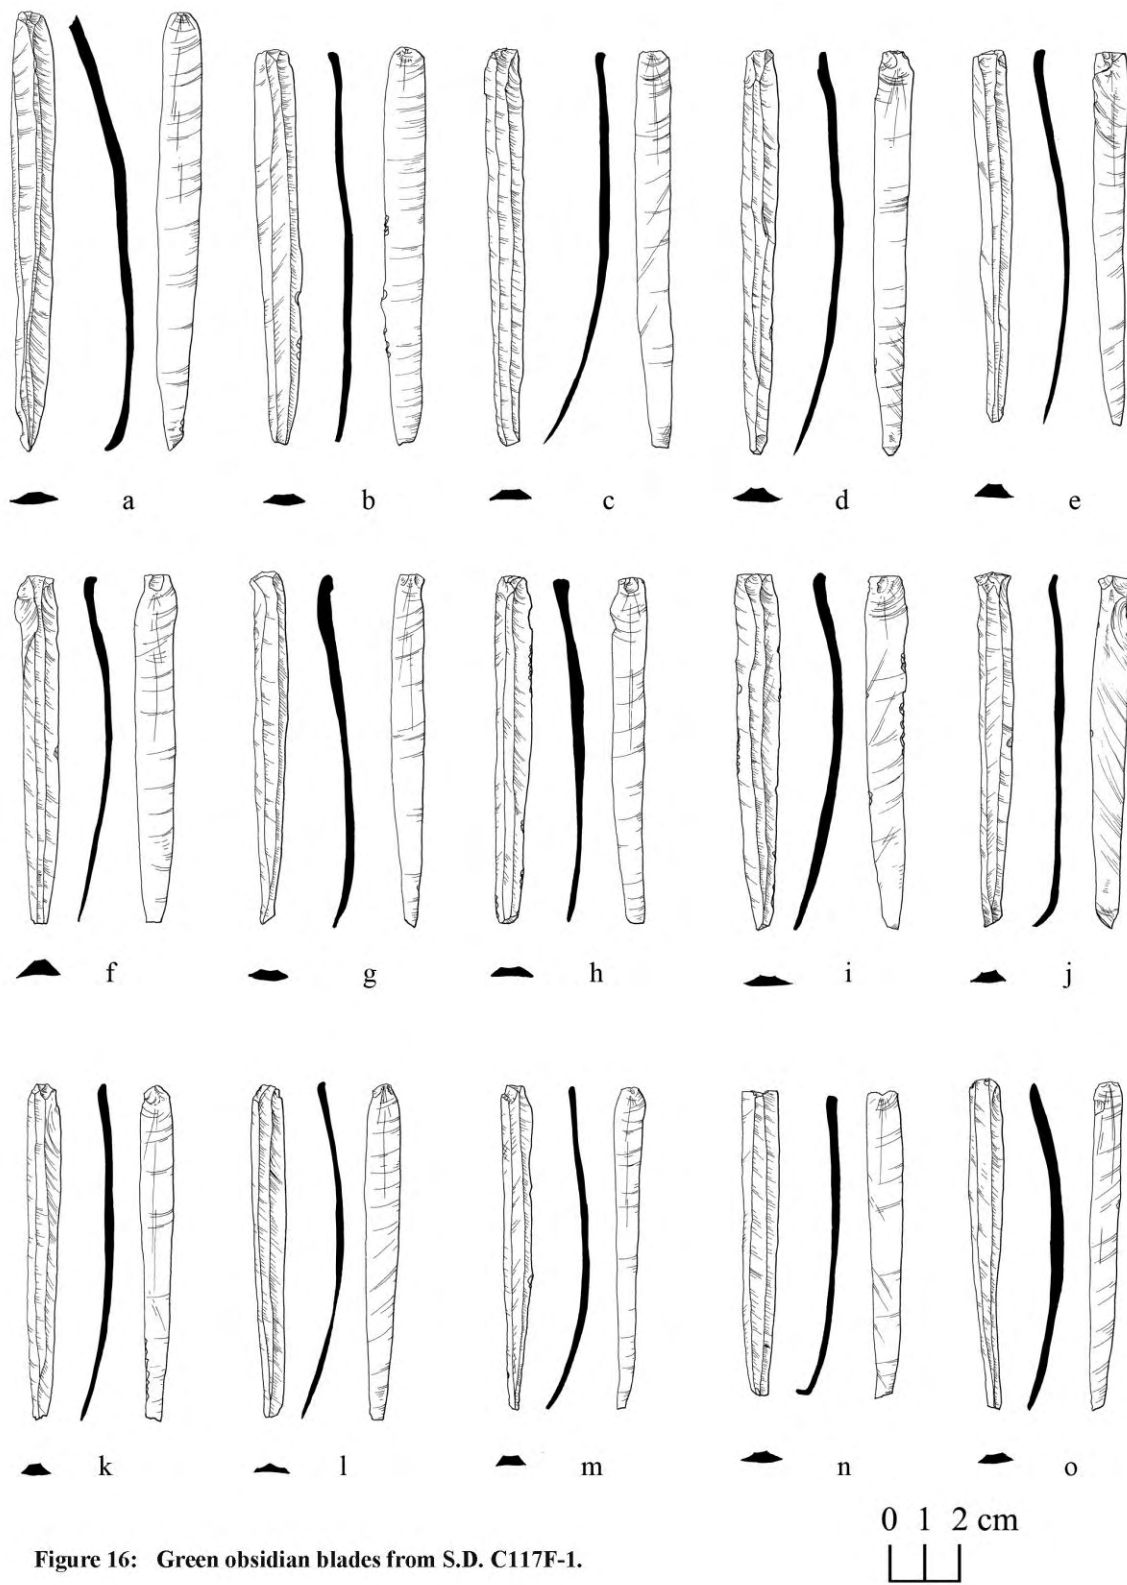 a b c d e
f g h i j
k l m n o
0 1 2 cm
Figure 16: Green obsidian blades from S.D. C117F-1.